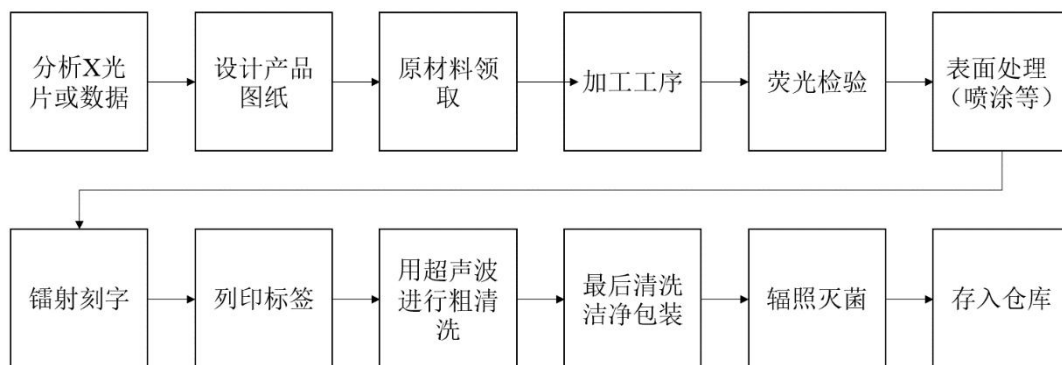 分析X光
片或数据
设计产品
图纸
原材料领
取
加工工序
荧光检验
表面处理
（喷涂等）
镭射刻字
列印标签
用超声波
进行粗清
洗
最后清洗
洁净包装
辐照灭菌
存入仓库